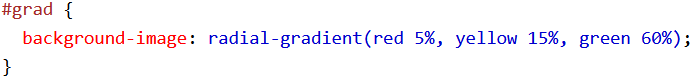 #grad {
  background-image: radial-gradient(red 5%, yellow 15%, green 60%);
}